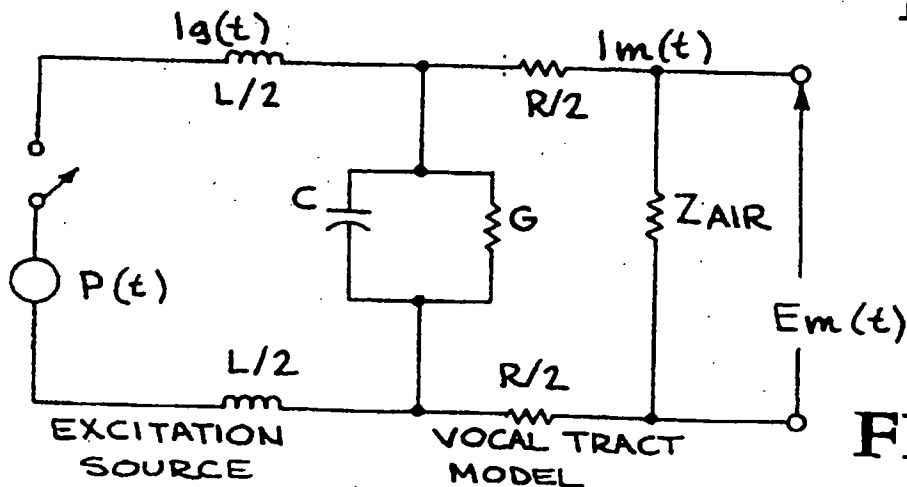 Ig(t)
Im(t)
L/2
R/2
C
G
ZAIR
P(t)
Em(t)
L/2
R/2
EXCITATION
SOURCE
VOCAL TRACT
MODEL